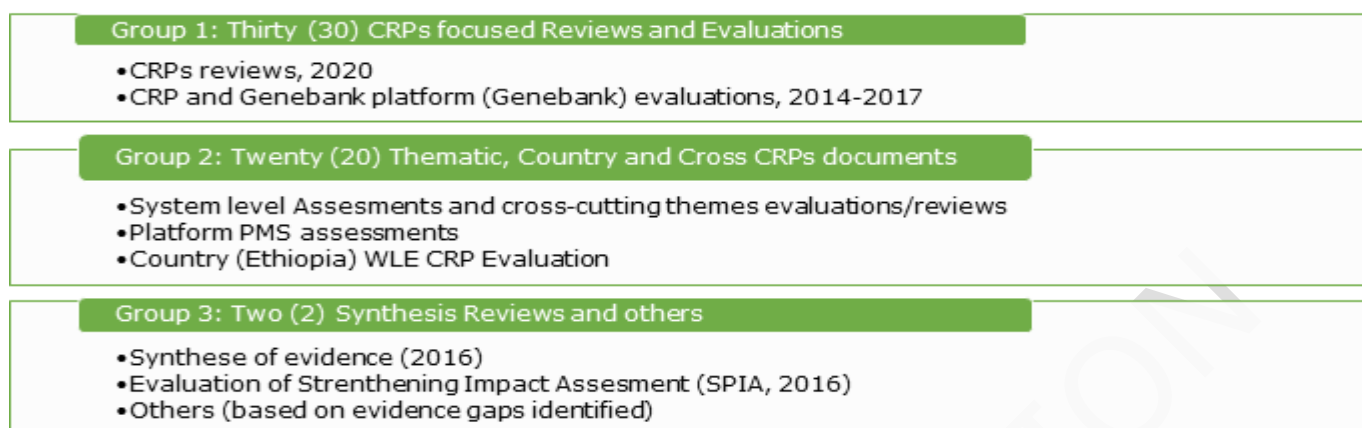 Group 1: Thirty (30) CRPs focused Reviews and Evaluations
•CRPs reviews, 2020
•CRP and Genebank platform (Genebank) evaluations, 2014-2017
Group 2: Twenty (20) Thematic, Country and Cross CRPs documents
•System level Assesments and cross-cutting themes evaluations/reviews
•Platform PMS assessments
•Country (Ethiopia) WLE CRP Evaluation
Group 3: Two (2) Synthesis Reviews and others
•Synthese of evidence (2016)
•Evaluation of Strenthening Impact Assesment (SPIA, 2016)
•Others (based on evidence gaps identified)